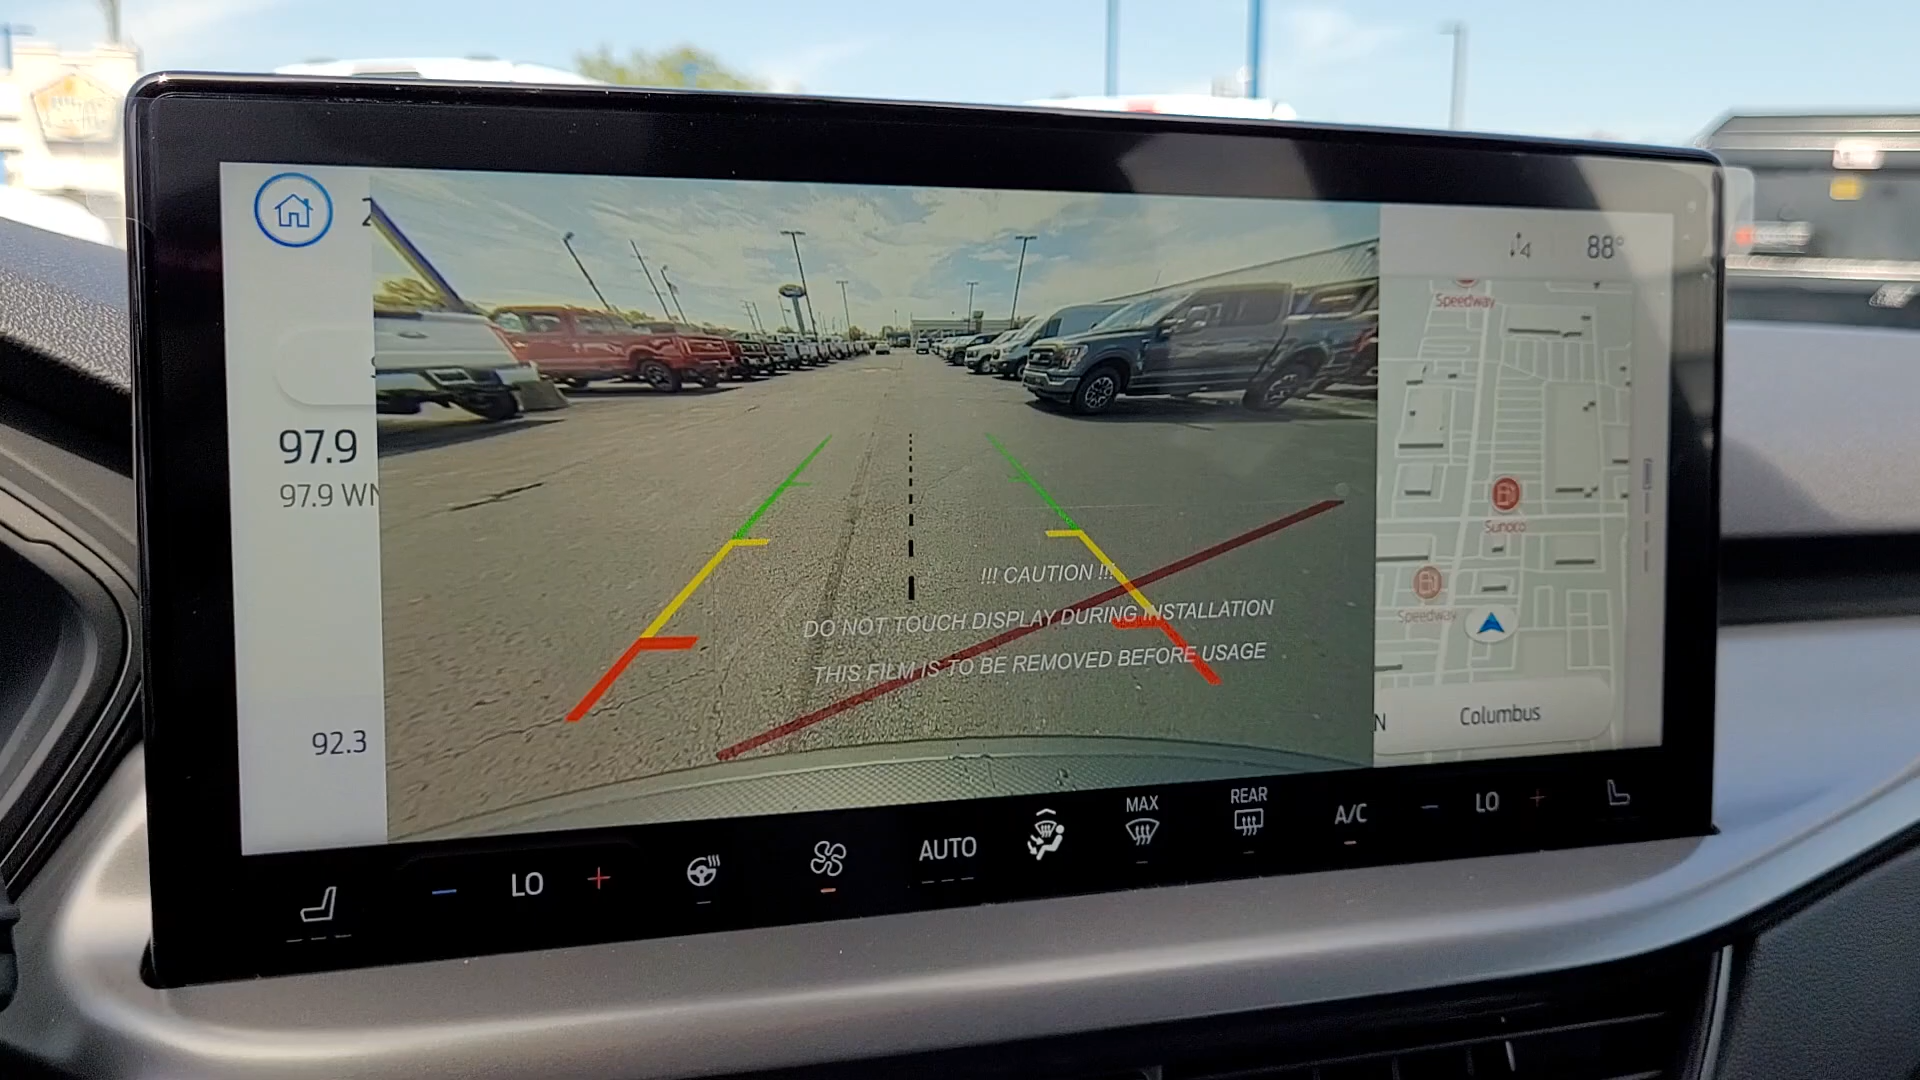 88°
4
Speedway
97.9
97.9 WN
Sunoco
!!! CAUTION !!!
DO NOT TOUCH DISPLAY DURING INSTALLATION
THIS FILM IS TO BE REMOVED BEFORE USAGE
Speedway
92.3
N
Columbus
LO
AUTO
MAX
REAR
A/C
LO